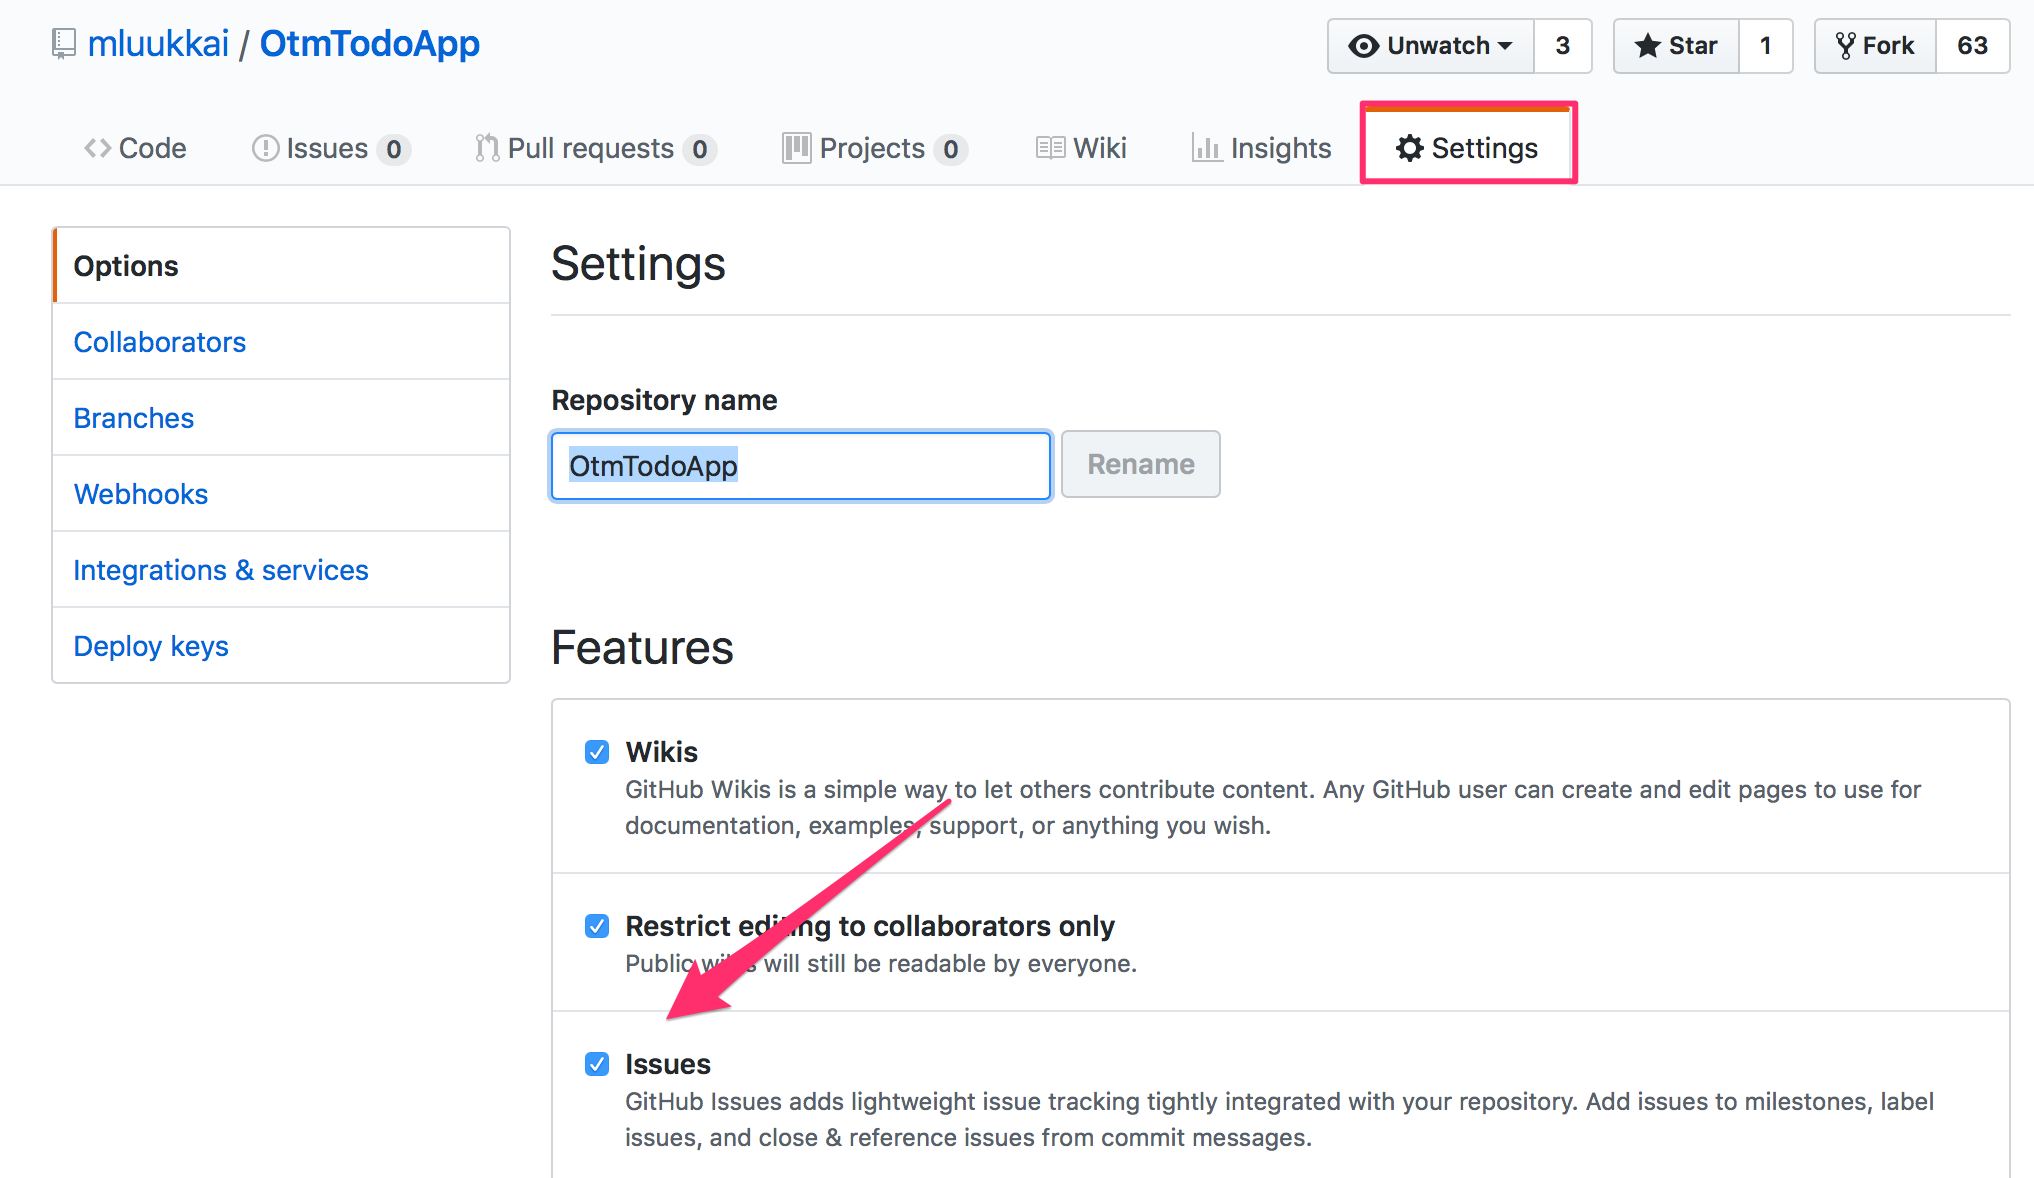 mluukkai / OtmTodoApp
Unwatch 3 Star 1 Fork 63
Code Issues 0 Pull requests 0 Projects 0 Wiki Insights Settings
Options
Collaborators
Branches
Webhooks
Integrations & services
Deploy keys
Settings
Repository name
OtmTodoApp Rename
Features
Wikis
GitHub Wikis is a simple way to let others contribute content. Any GitHub user can create and edit pages to use for
documentation, examples, support, or anything you wish.
Restrict editing to collaborators only
Public wikis will still be readable by everyone.
Issues
GitHub Issues adds lightweight issue tracking tightly integrated with your repository. Add issues to milestones, label
issues, and close & reference issues from commit messages.